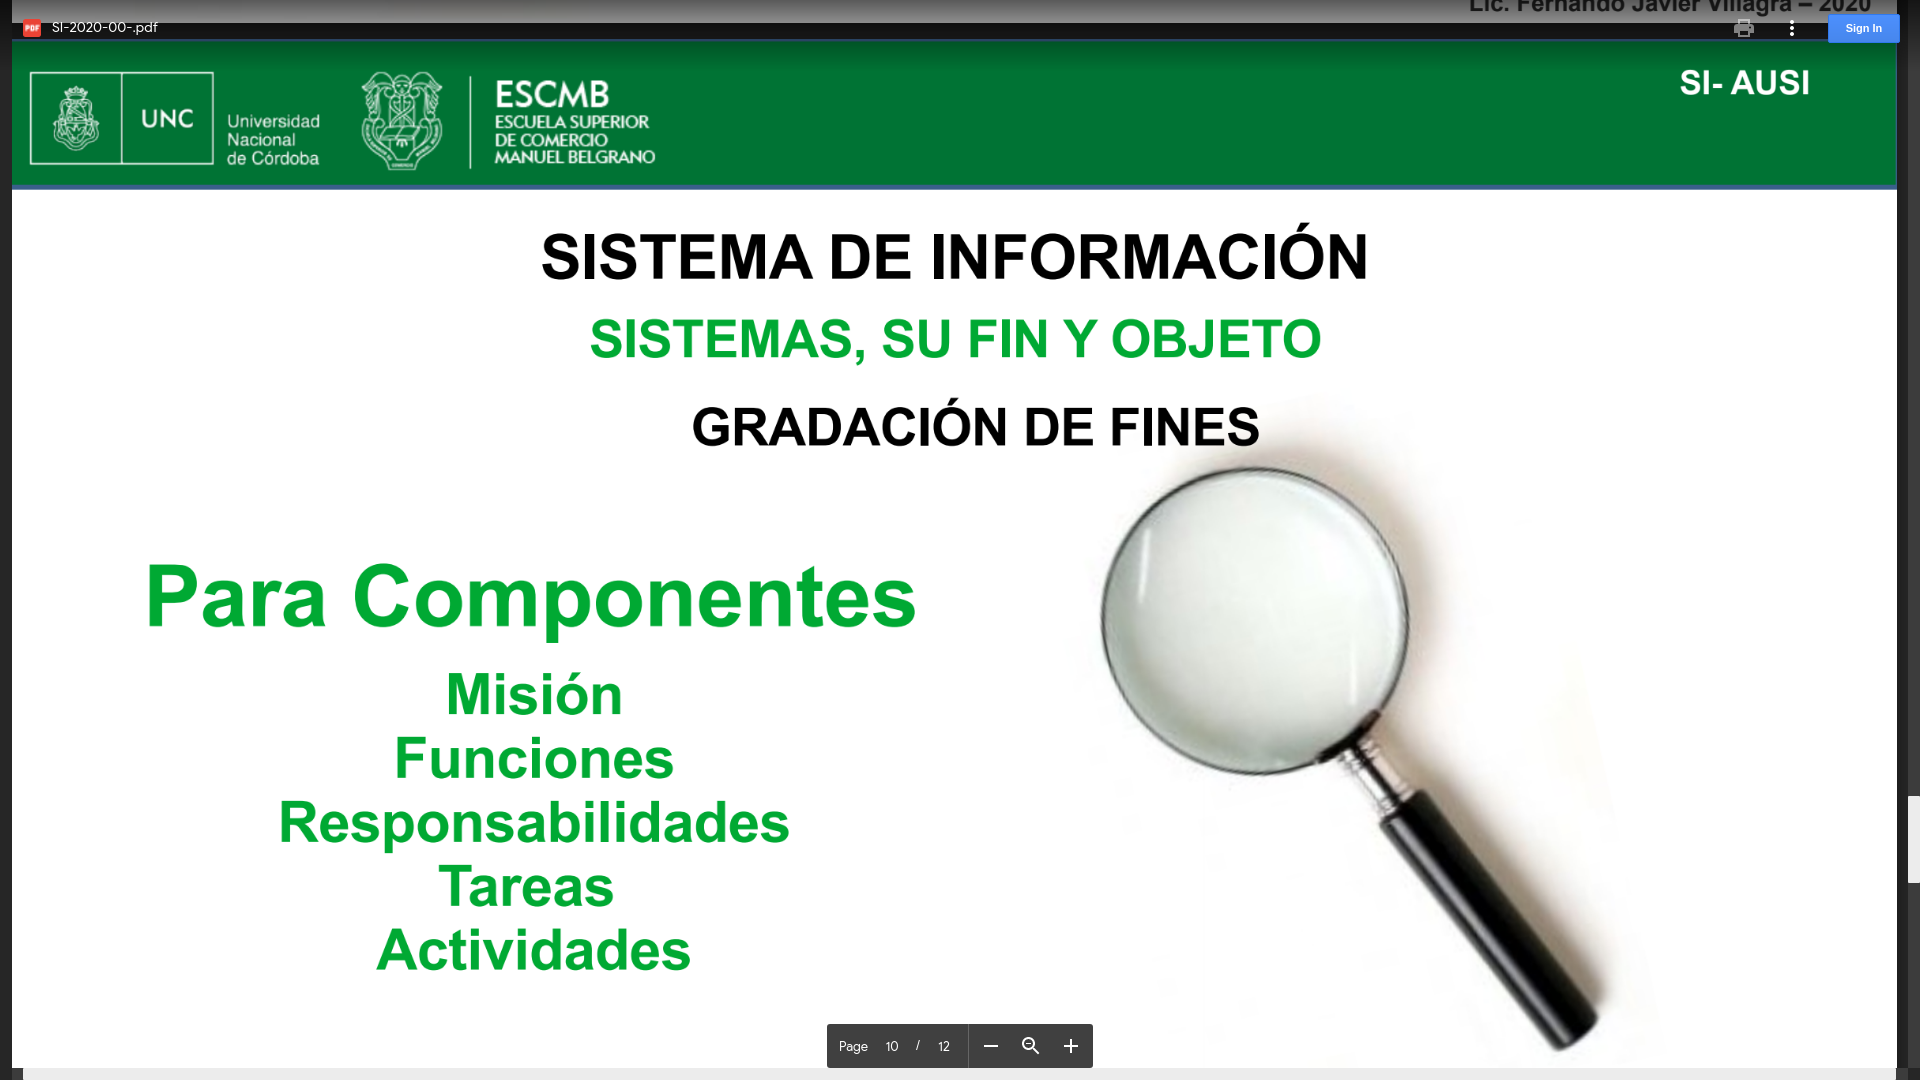 Lic. Fernando Javier Villagra – 2020
PDF SI-2020-00-.pdf
Sign In
SI- AUSI
UNC
Universidad
Nacional
de Córdoba
ESCMB
ESCUELA SUPERIOR
DE COMERCIO
MANUEL BELGRANO
SISTEMA DE INFORMACIÓN
SISTEMAS, SU FIN Y OBJETO
GRADACIÓN DE FINES
Para Componentes
Misión
Funciones
Responsabilidades
Tareas
Actividades
Page 10 / 12